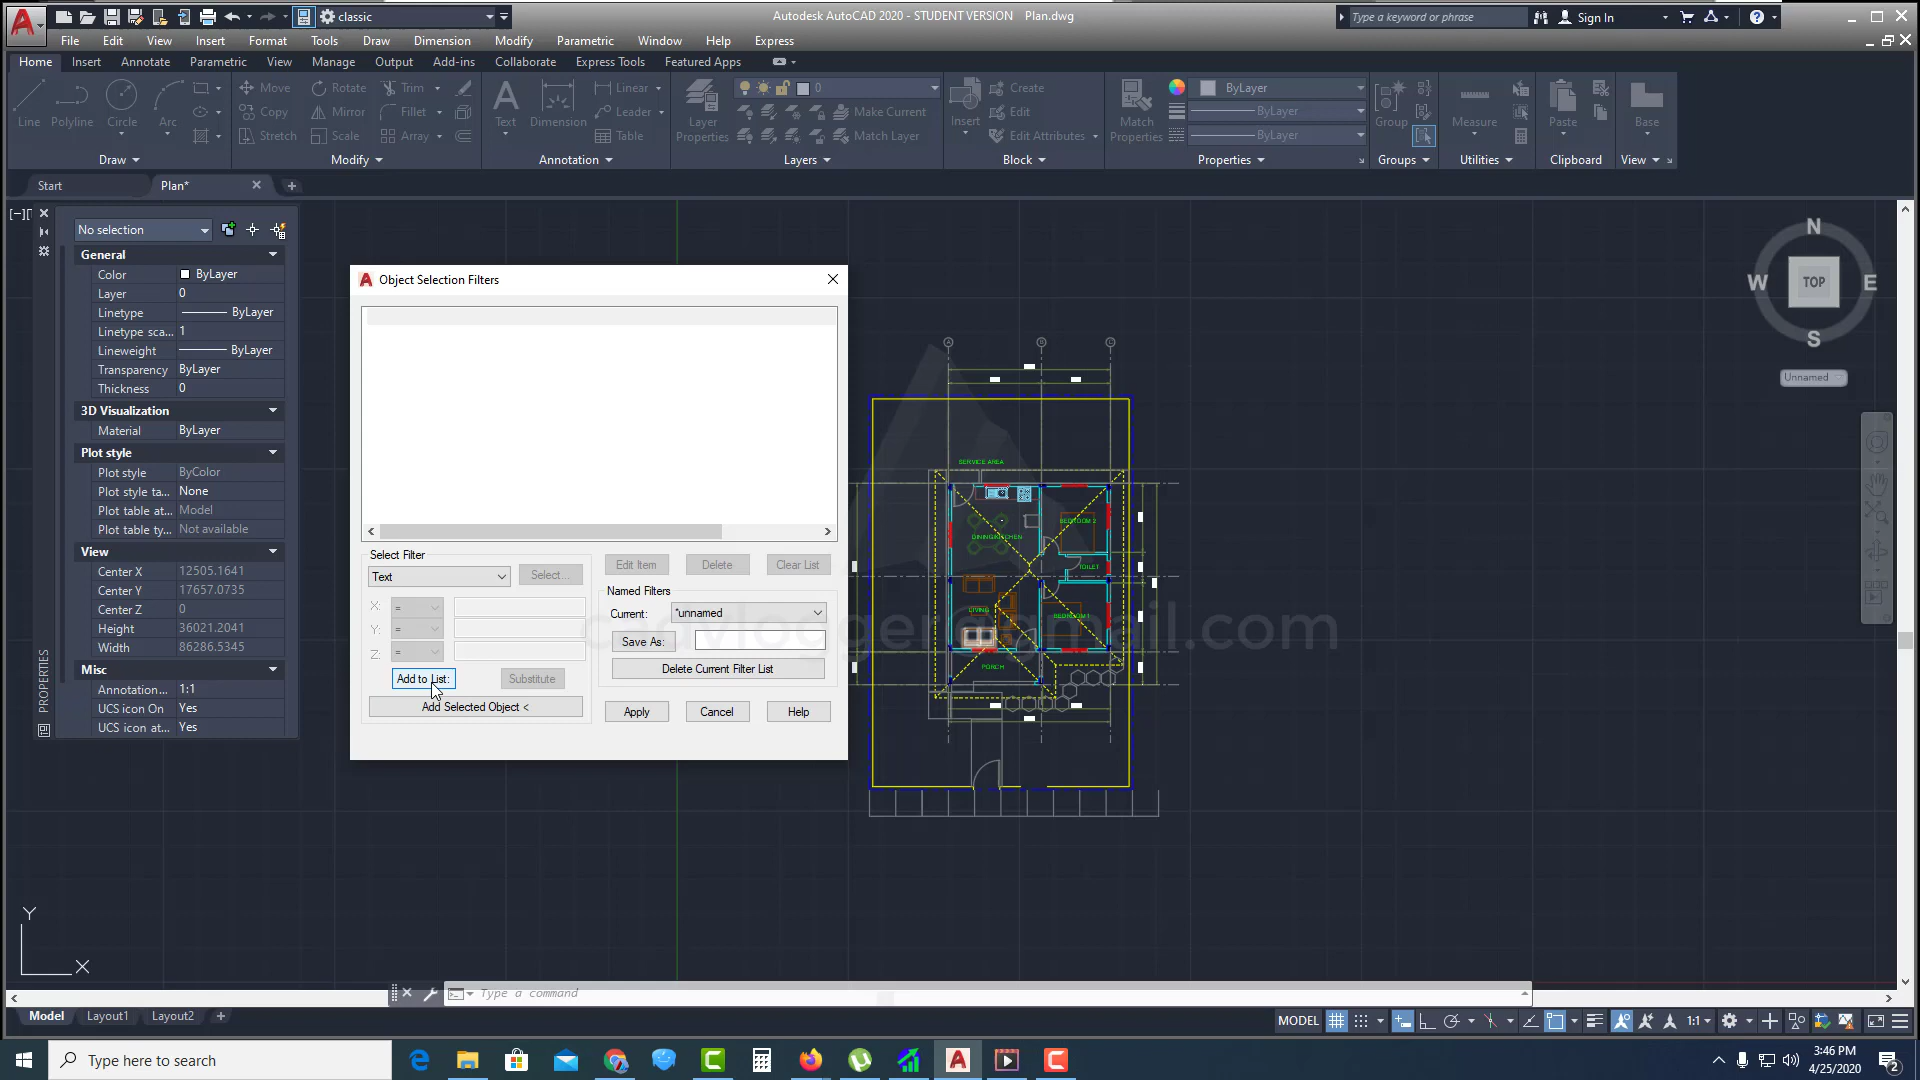 classic
Autodesk AutoCAD 2020 - STUDENT VERSION Plan.dwg
Type a keyword or phrase
Sign In
File Edit View Insert Format Tools Draw Dimension Modify Parametric Window Help Express
Home Insert Annotate Parametric View Manage Output Add-ins Collaborate Express Tools Featured Apps
Line Polyline Circle Arc
Move Rotate Trim
Copy Mirror Fillet
Stretch Scale Array
Text Dimension
Linear
Leader
Table
Layer Properties
0
Make Current
Match Layer
Insert
Create
Edit
Edit Attributes
Match Properties
ByLayer
ByLayer
ByLayer
Group
Measure
Paste
Base
Draw Modify Annotation Layers Block Properties Groups Utilities Clipboard View
Start Plan*
No selection
General
Color ByLayer
Layer 0
Linetype ByLayer
Linetype sca... 1
Lineweight ByLayer
Transparency ByLayer
Thickness 0
3D Visualization
Material ByLayer
Plot style
Plot style ByColor
Plot style ta... None
Plot table at... Model
Plot table ty... Not available
View
Center X 12505.1641
Center Y 17657.0735
Center Z 0
Height 36021.2041
Width 86286.5345
Misc
Annotation... 1:1
UCS icon On Yes
UCS icon at... Yes
PROPERTIES
Object Selection Filters
Select Filter
Text
Select...
X: =
Y: =
Z: =
Add to List:
Substitute
Add Selected Object <
Edit Item Delete Clear List
Named Filters
Current: *unnamed
Save As:
Delete Current Filter List
Apply Cancel Help
A B C
SERVICE AREA
BEDROOM 2
DINING/KITCHEN
TOILET
LIVING
BEDROOM 1
PORCH
N
W TOP E
S
Unnamed
Y
X
Type a command
Model Layout1 Layout2
MODEL
1:1
Type here to search
3:46 PM
4/25/2020
2